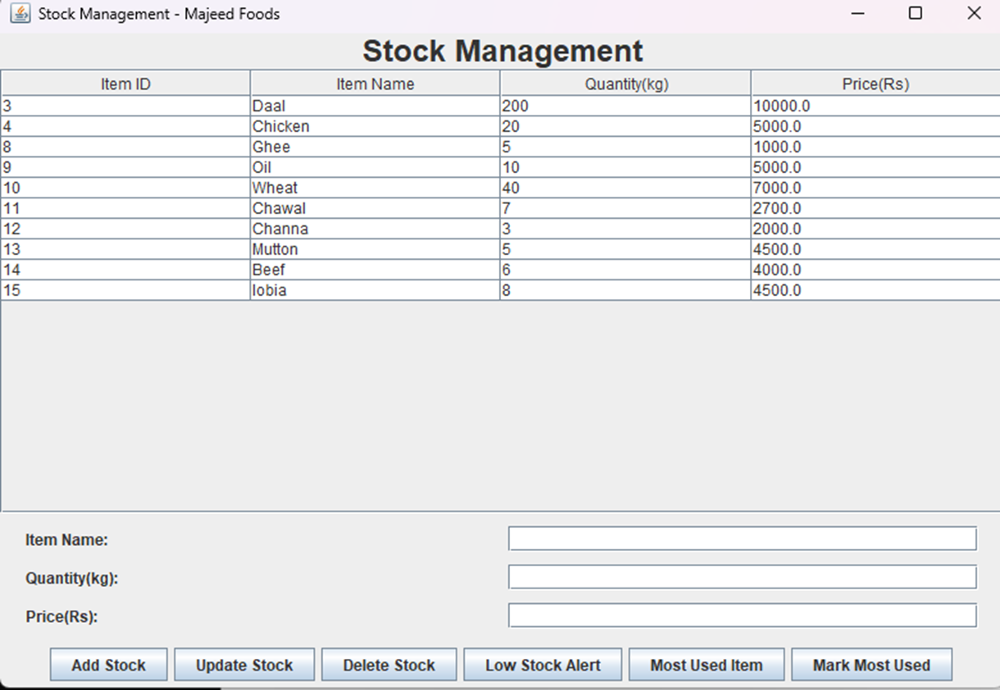 Stock Management - Majeed Foods
Stock Management
Item ID Item Name Quantity(kg) Price(Rs)
3 Daal 200 10000.0
4 Chicken 20 5000.0
8 Ghee 5 1000.0
9 Oil 10 5000.0
10 Wheat 40 7000.0
11 Chawal 7 2700.0
12 Channa 3 2000.0
13 Mutton 5 4500.0
14 Beef 6 4000.0
15 lobia 8 4500.0
Item Name:
Quantity(kg):
Price(Rs):
Add Stock Update Stock Delete Stock Low Stock Alert Most Used Item Mark Most Used